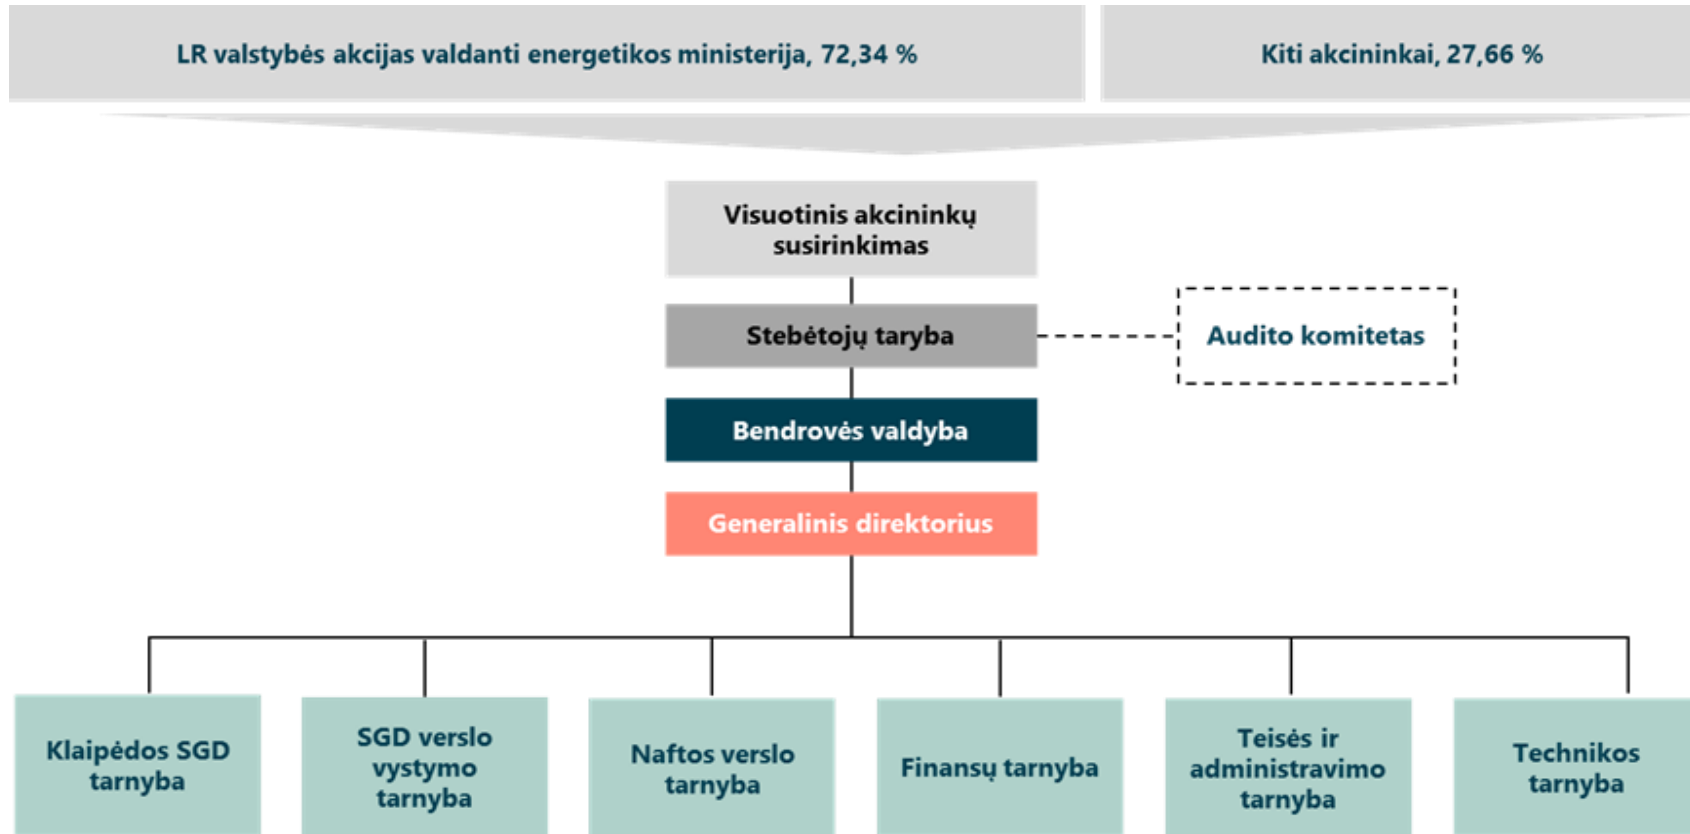 LR valstybės akcijas valdanti energetikos ministerija, 72,34 %
Kiti akcininkai, 27,66 %
Visuotinis akcininkų
susirinkimas
Stebėtojų taryba
Audito komitetas
Bendrovės valdyba
Generalinis direktorius
Klaipėdos SGD
tarnyba
SGD verslo
vystymo
tarnyba
Naftos verslo
tarnyba
Finansų tarnyba
Teisės ir
administravimo
tarnyba
Technikos
tarnyba